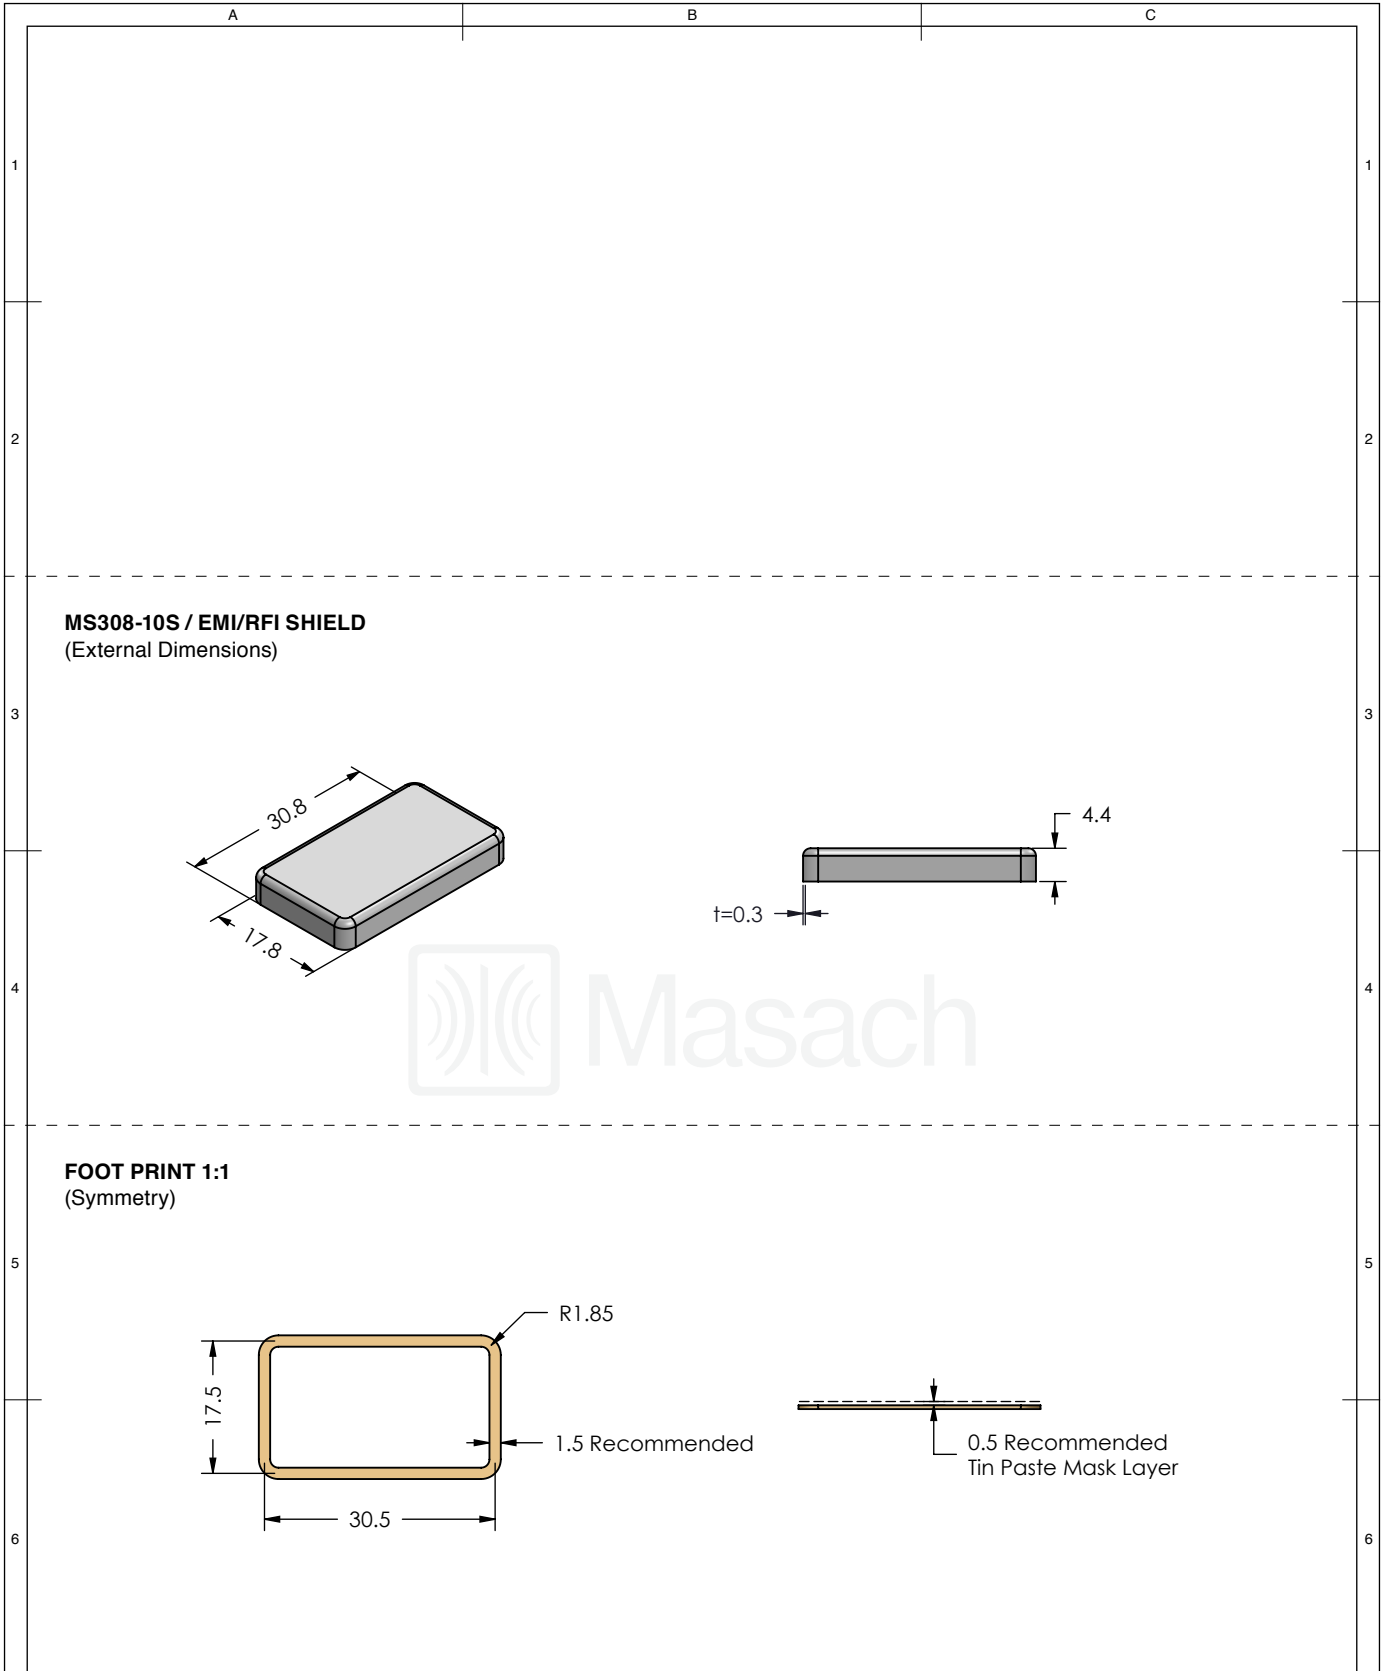 A B C
1 1
2 2
MS308-10S / EMI/RFI SHIELD
(External Dimensions)
3 3
30.8
4.4
t=0.3
17.8
Masach
4 4
FOOT PRINT 1:1
(Symmetry)
5 5
R1.85
17.5
1.5 Recommended
0.5 Recommended
Tin Paste Mask Layer
30.5
6 6